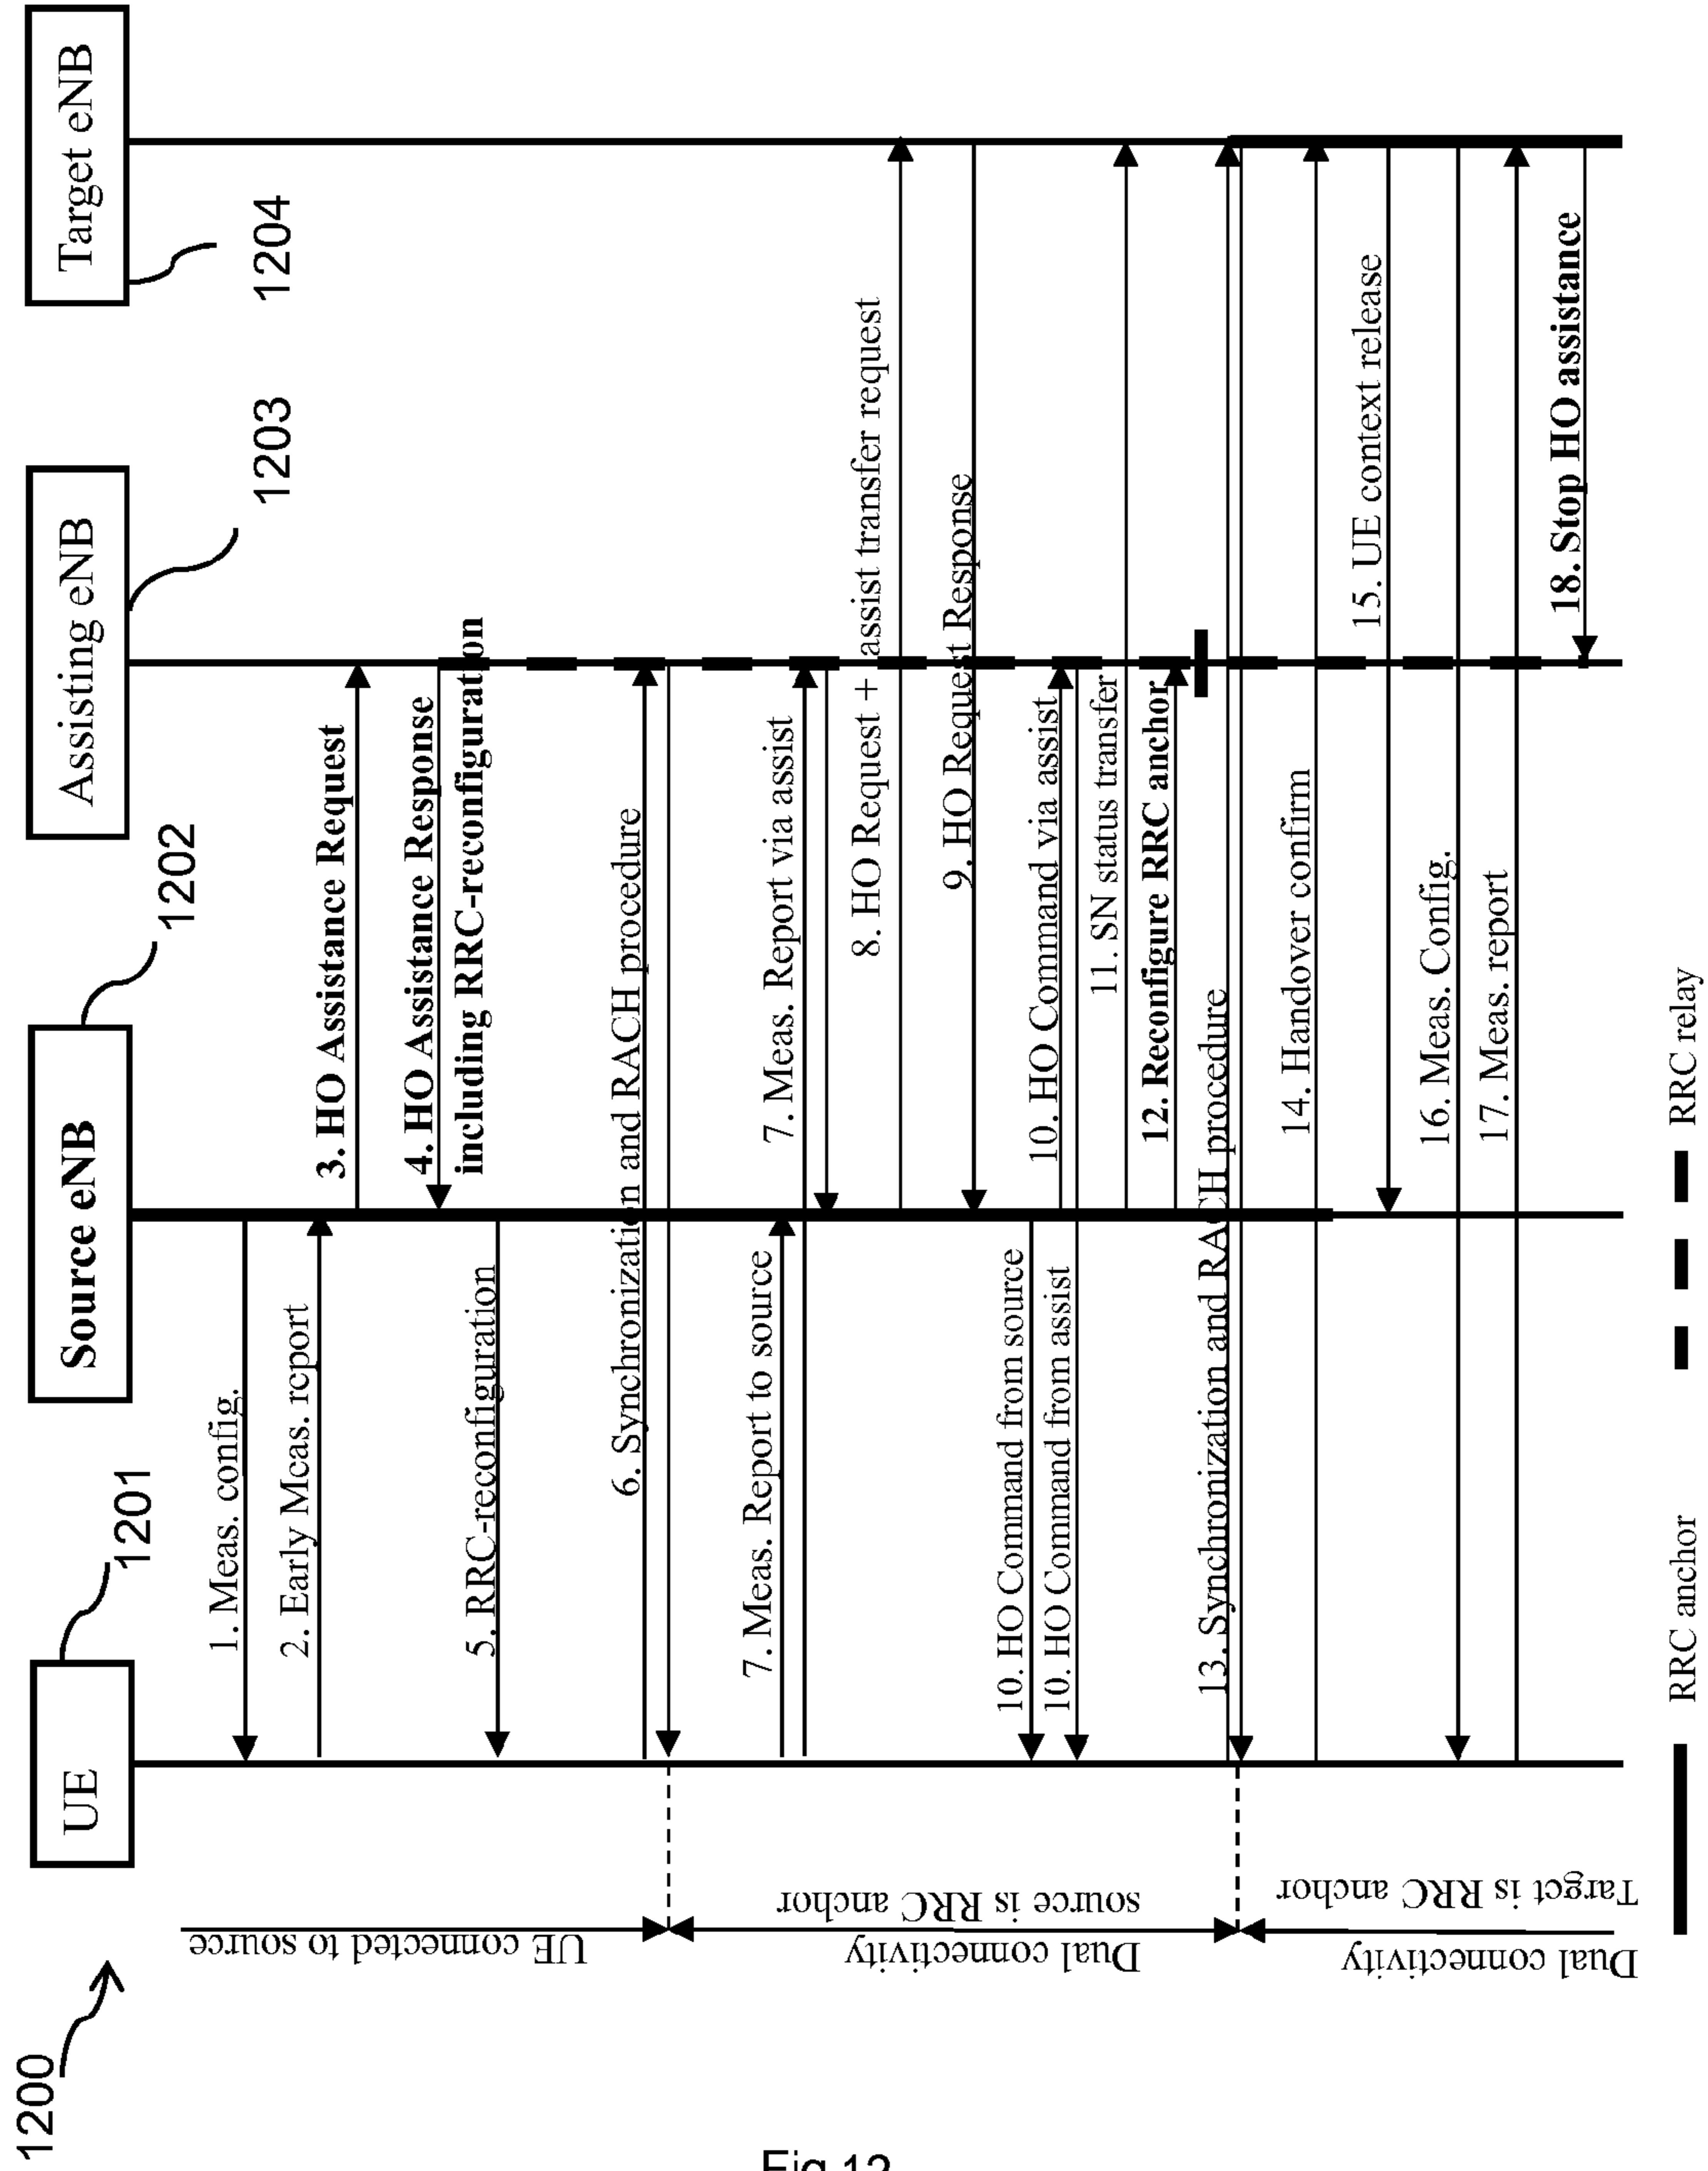 1200
UE
1201
Source eNB
1202
Assisting eNB
1203
Target eNB
1204
1. Meas. config.
2. Early Meas. report
3. HO Assistance Request
4. HO Assistance Response
including RRC-reconfiguration
5. RRC-reconfiguration
6. Synchronization and RACH procedure
7. Meas. Report to source
7. Meas. Report via assist
8. HO Request + assist transfer request
9. HO Request Response
10. HO Command from source
10. HO Command via assist
10. HO Command from assist
11. SN status transfer
12. Reconfigure RRC anchor
13. Synchronization and RACH procedure
14. Handover confirm
15. UE context release
16. Meas. Config.
17. Meas. report
18. Stop HO assistance
UE connected to source
Dual connectivity
source is RRC anchor
Dual connectivity
Target is RRC anchor
RRC anchor
RRC relay
Fig 12